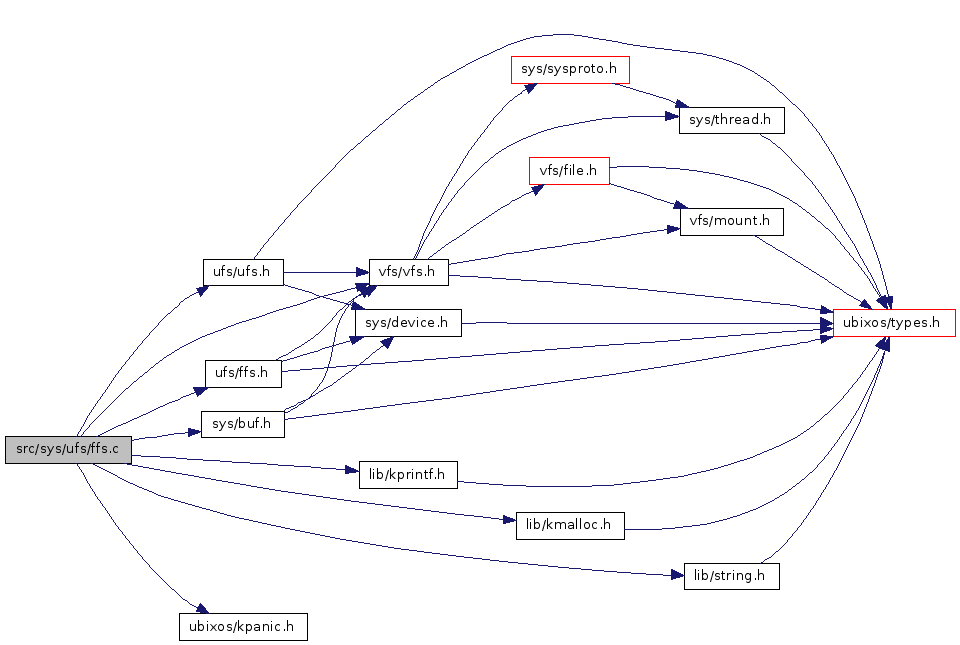 sys/sysproto.h
sys/thread.h
vfs/file.h
vfs/mount.h
ufs/ufs.h
vfs/vfs.h
sys/device.h
ubixos/types.h
ufs/ffs.h
sys/buf.h
src/sys/ufs/ffs.c
lib/kprintf.h
lib/kmalloc.h
lib/string.h
ubixos/kpanic.h